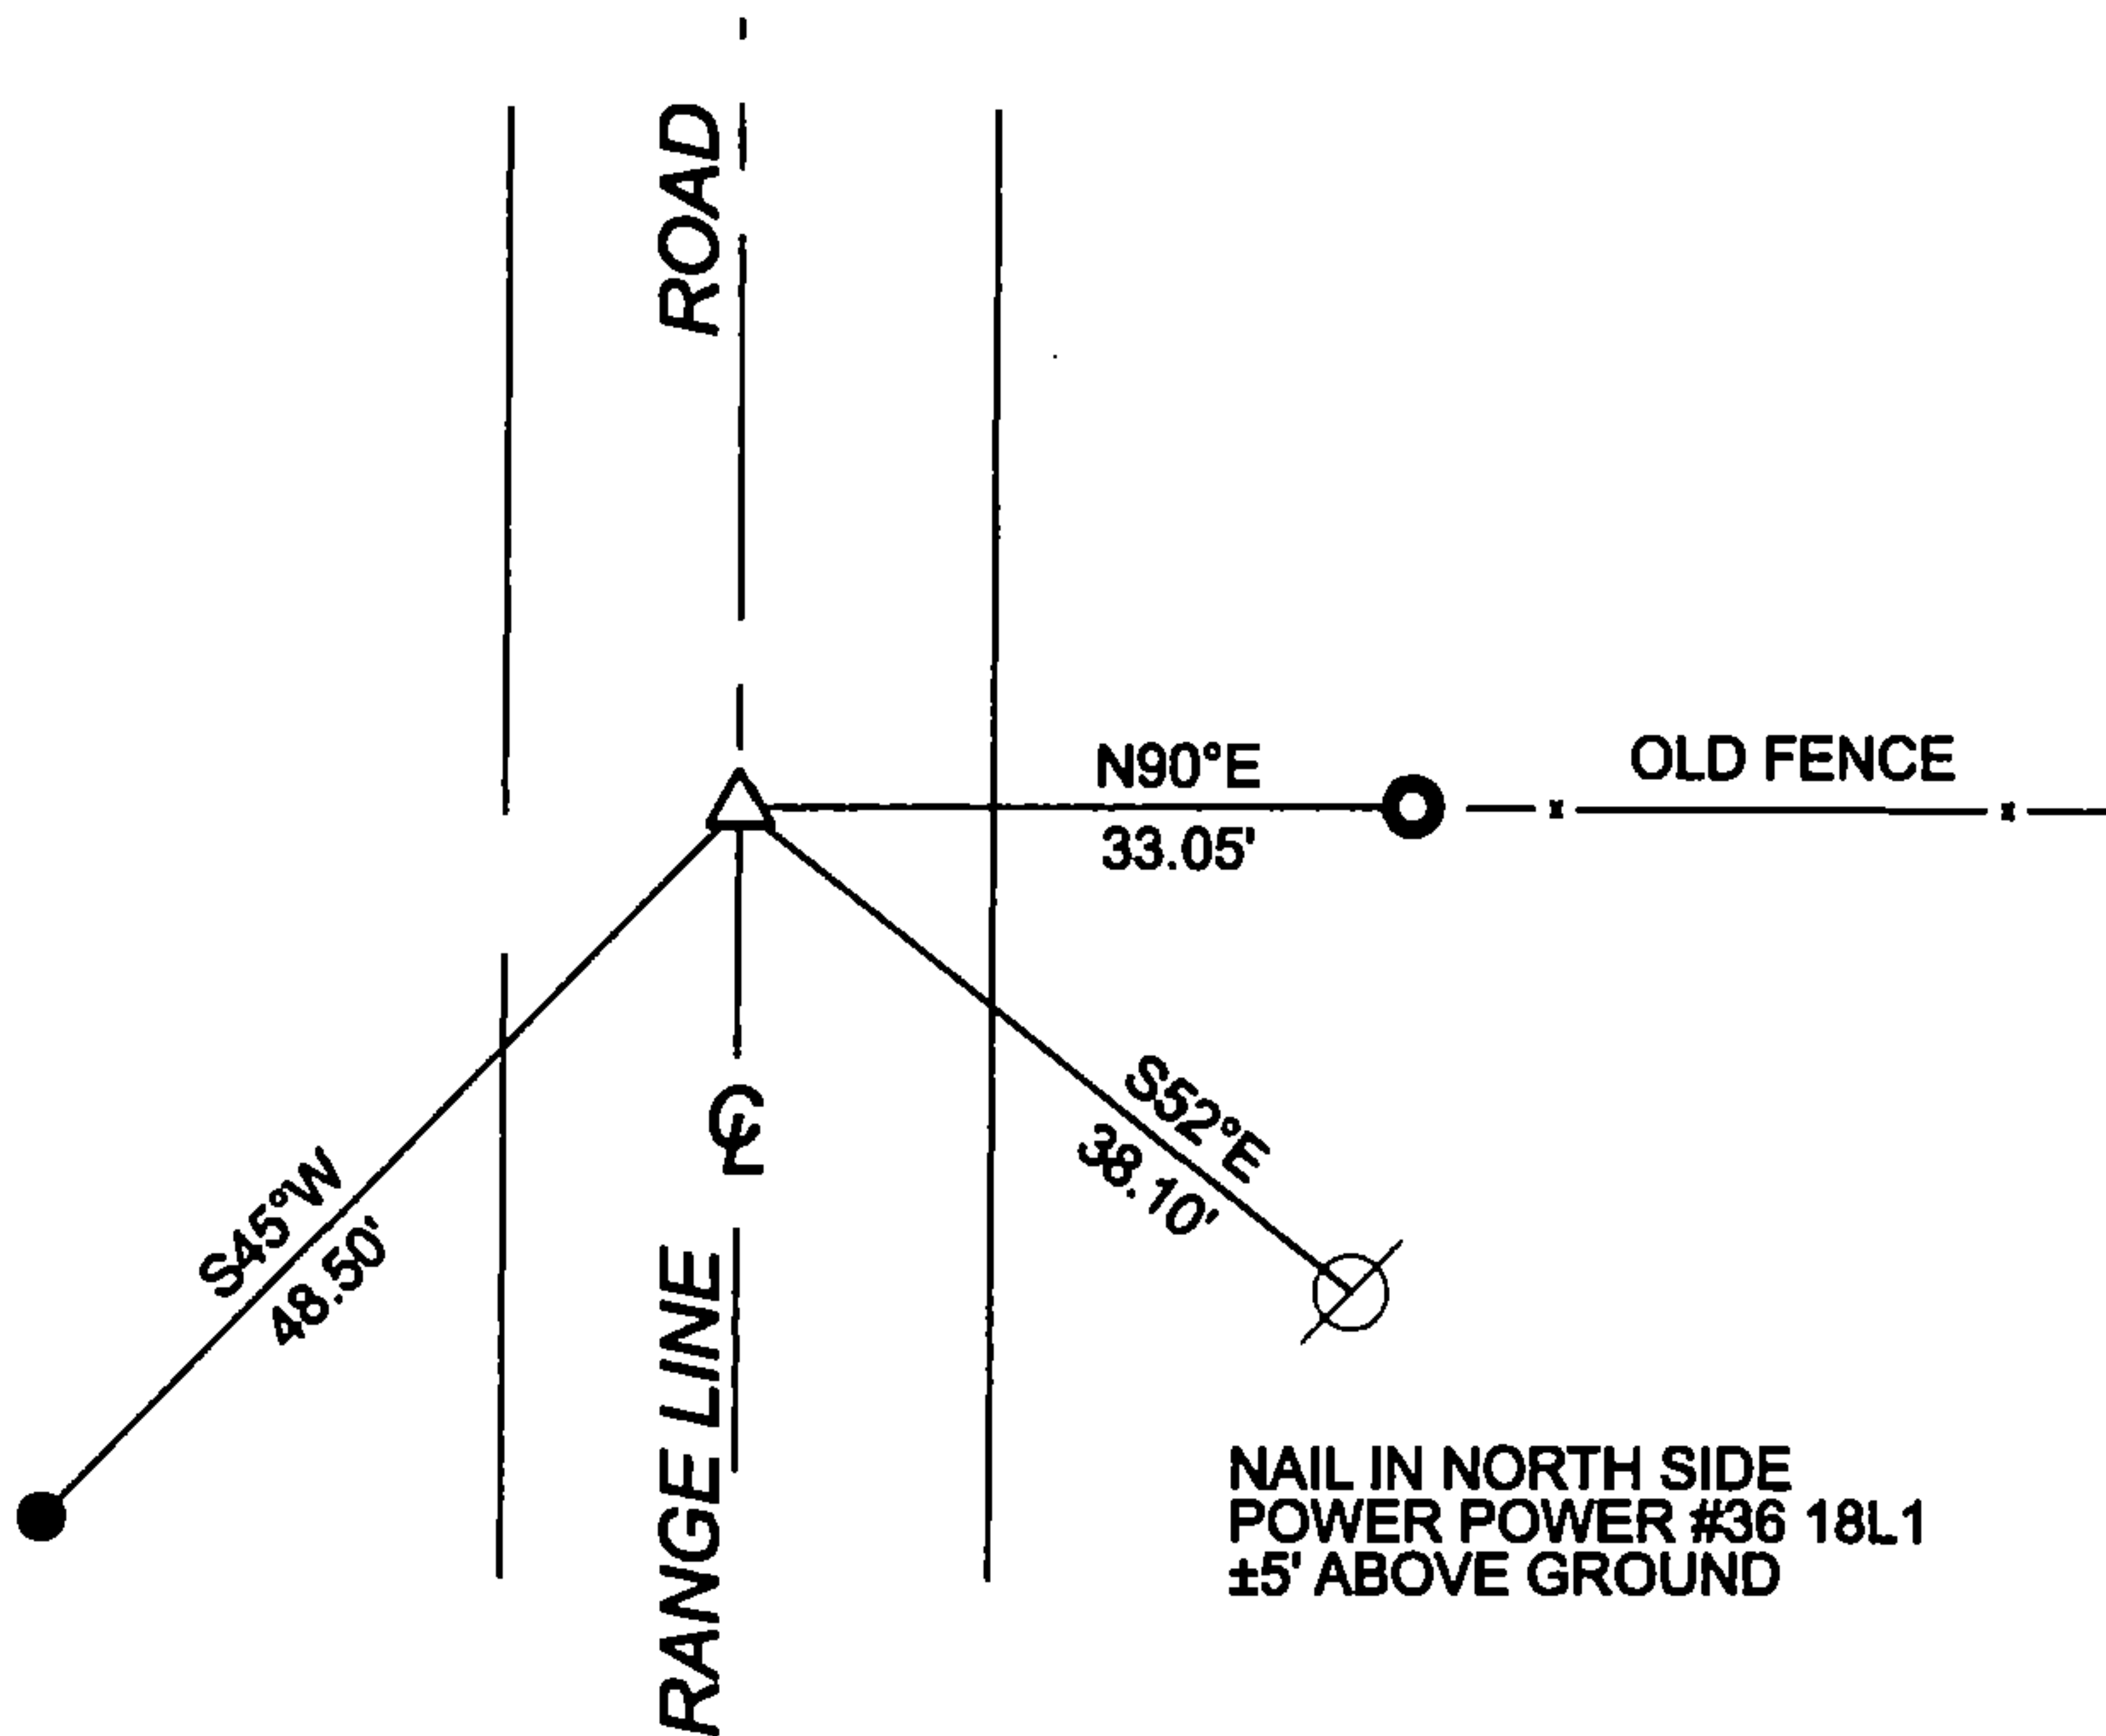 ROAD
N90°E
33.05'
OLD FENCE
S52°E
38.10'
℄
S45°W
48.50'
RANGE LINE
NAIL IN NORTH SIDE
POWER POWER #36 18L1
±5' ABOVE GROUND